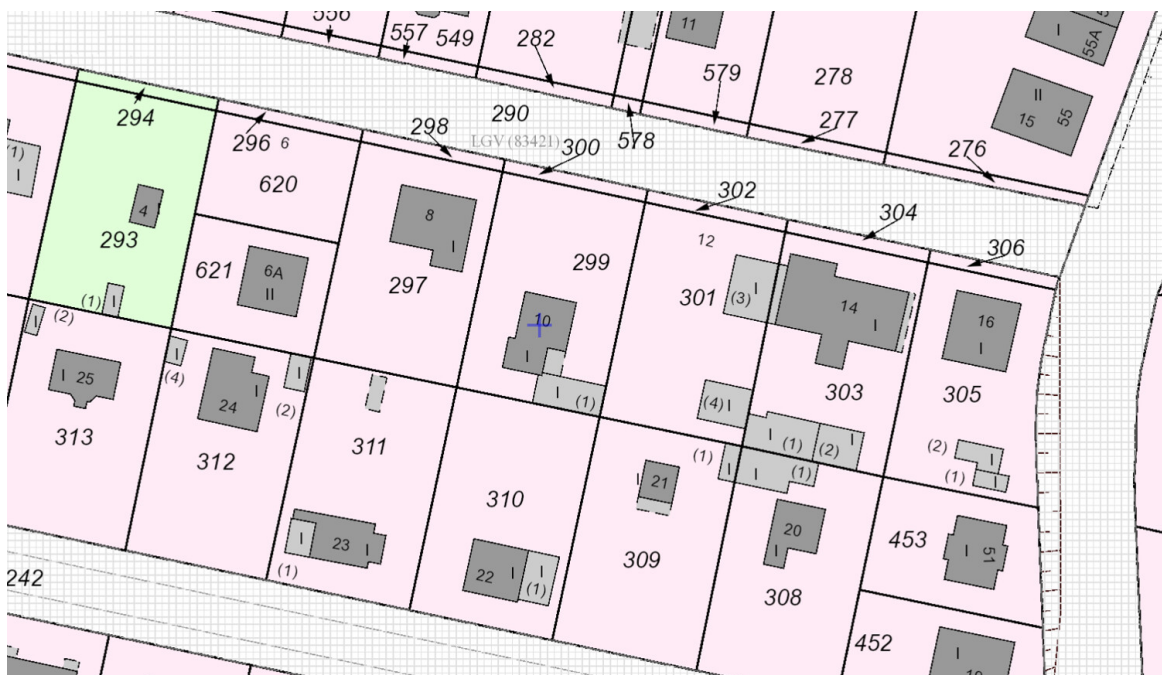 556
557
549
282
11
579
278
I
55A
II
15
55
294
290
LGV (83421)
578
277
276
296
6
298
300
302
304
306
(1)
I
620
4
293
8
I
299
12
621
6A
II
297
301
I
(3)
14
I
303
16
I
305
10
I
I
(1)
(1)
I
(2)
I
I
(4)
I
25
313
24
I
312
I
(2)
311
(4)
I
I
(1)
(2)
I
(1)
I
I
(1)
(2)
I
(1)
I
310
I
21
309
20
I
308
453
I
51
I
23
I
(1)
22
I
I
(1)
242
452
I